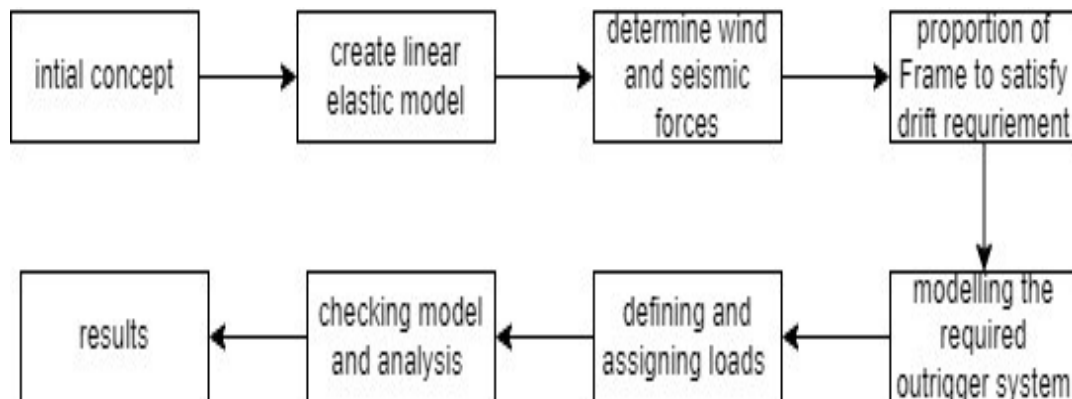 intial concept
create linear
elastic model
determine wind
and seismic
forces
proportion of
Frame to satisfy
drift requriement
modelling the
required
outrigger system
defining and
assigning loads
checking model
and analysis
results